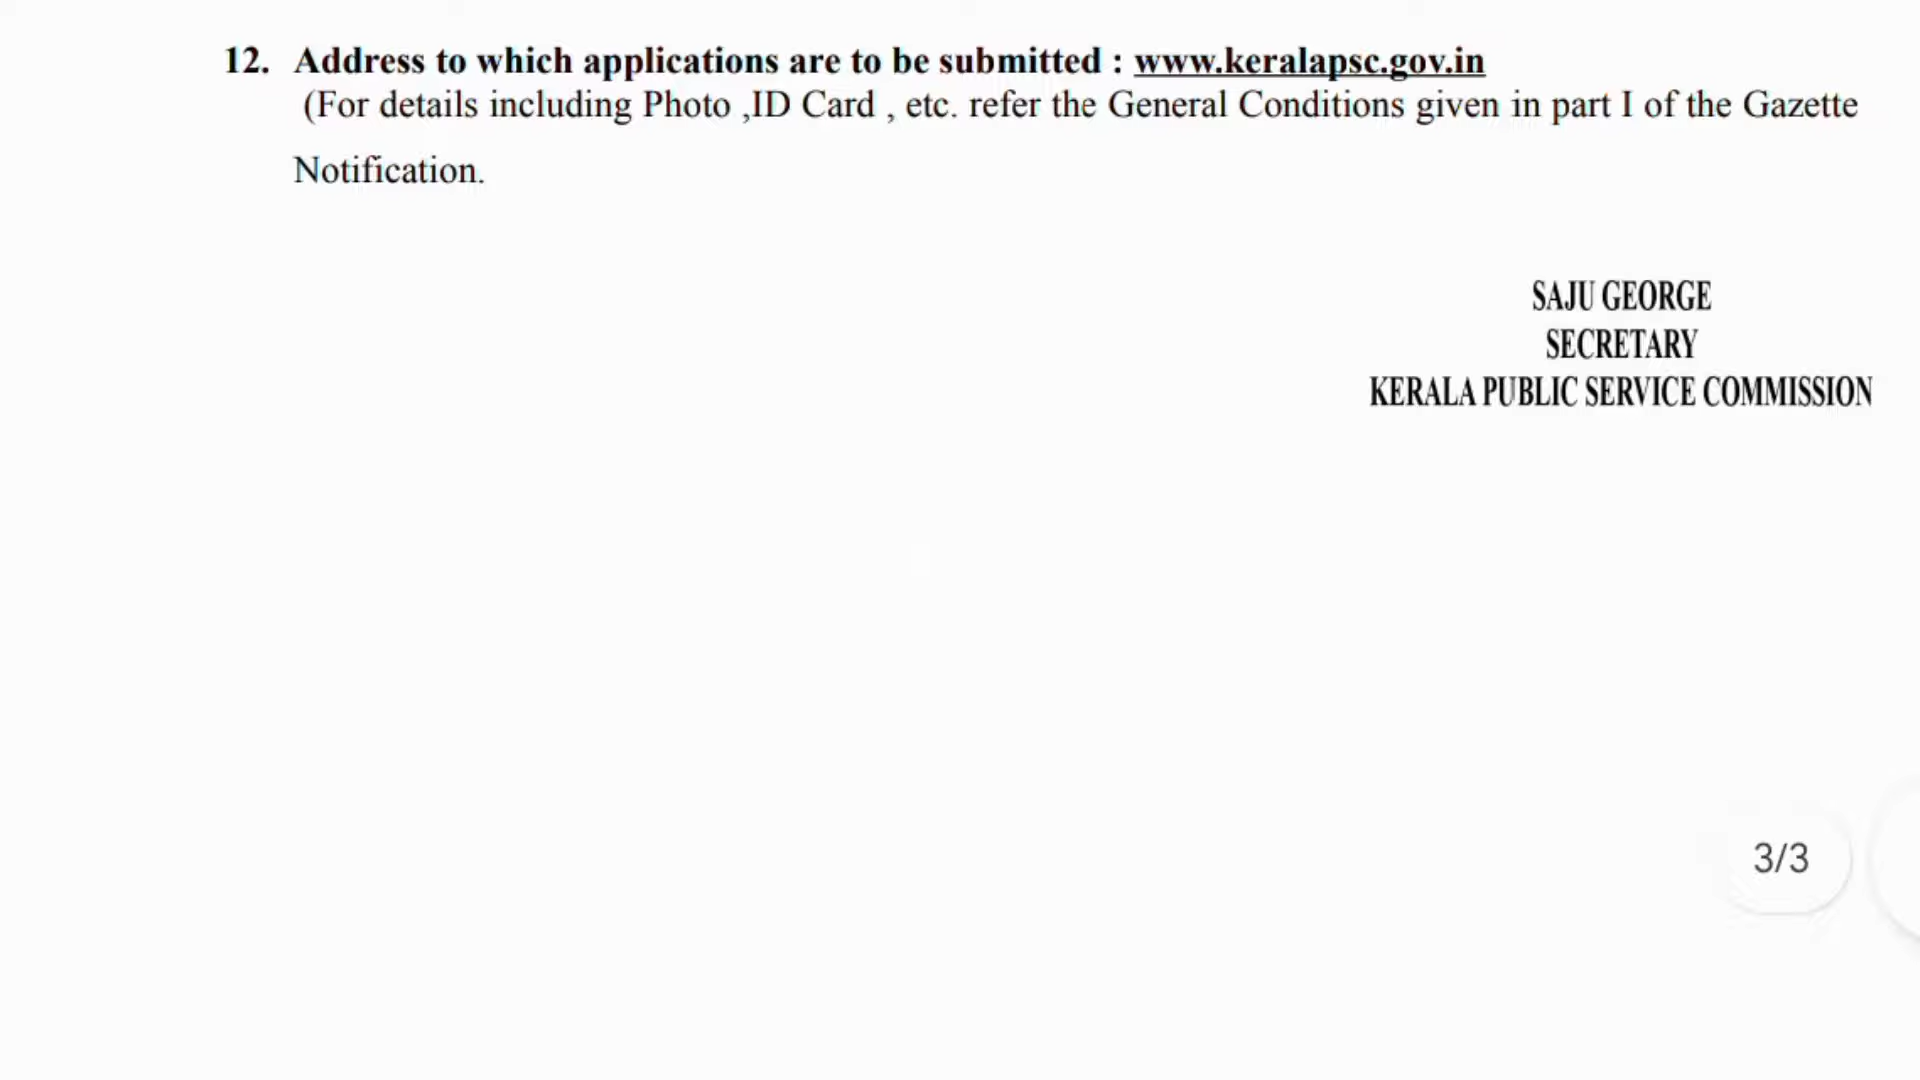 12. Address to which applications are to be submitted : www.keralapsc.gov.in
(For details including Photo ,ID Card , etc. refer the General Conditions given in part I of the Gazette
Notification.
SAJU GEORGE
SECRETARY
KERALA PUBLIC SERVICE COMMISSION
3/3